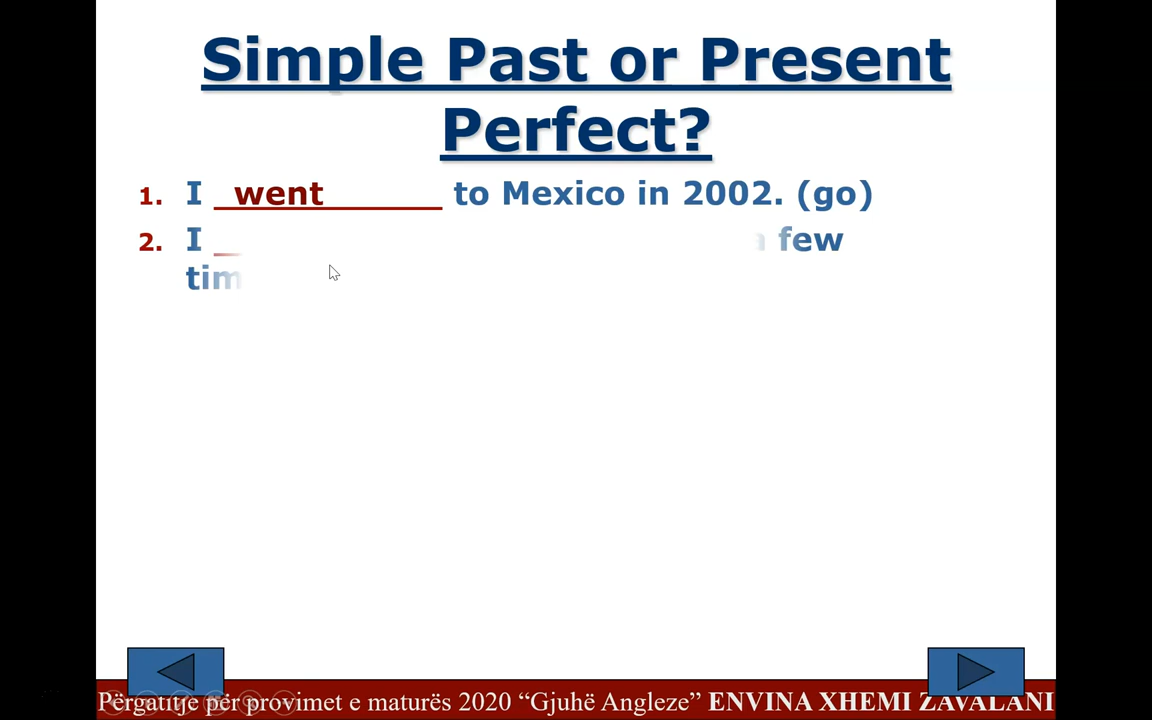 Simple Past or Present
Perfect?
1. I _went______ to Mexico in 2002. (go)
2. I _ few
Përgatitje për provimet e maturës 2020 “Gjuhë Angleze” ENVINA XHEMI ZAVALANI